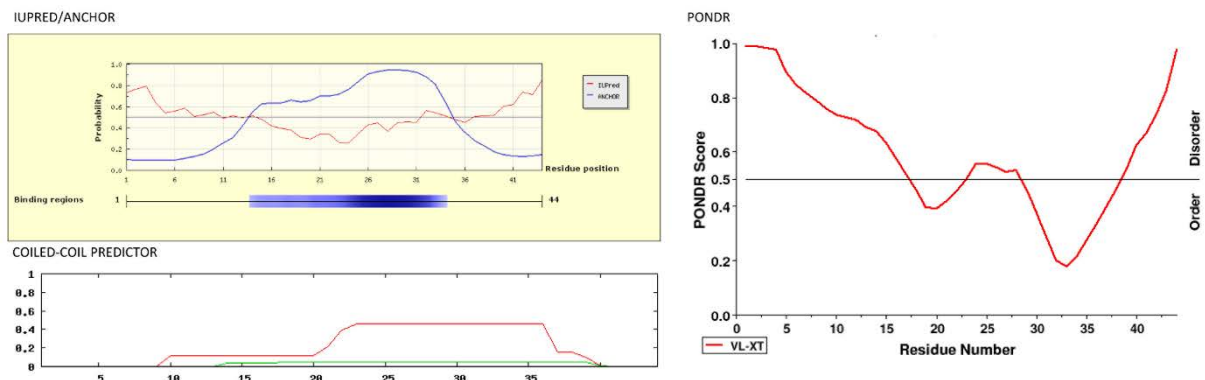 IUPRED/ANCHOR
1.0
0.8
0.6
0.4
0.2
0.0
Probability
1 6 11 16 21 26 31 36 41
Residue position
IUPred
ANCHOR
Binding regions 1 44
COILED-COIL PREDICTOR
1
0.8
0.6
0.4
0.2
0
5 10 15 20 25 30 35
PONDR
1.0
0.8
0.6
0.5
0.4
0.2
0.0
PONDR Score
Disorder
Order
0 5 10 15 20 25 30 35 40
VL-XT
Residue Number